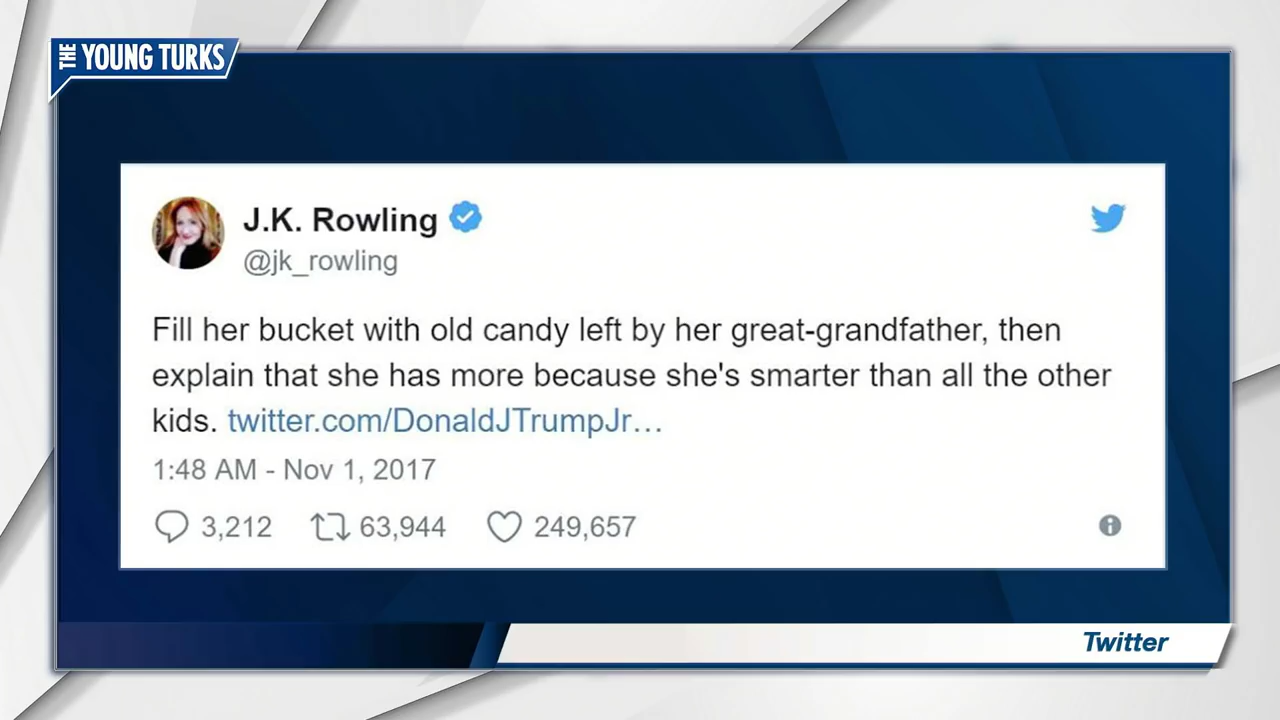 THE YOUNG TURKS
J.K. Rowling
@jk_rowling
Fill her bucket with old candy left by her great-grandfather, then
explain that she has more because she's smarter than all the other
kids. twitter.com/DonaldJTrumpJr…
1:48 AM - Nov 1, 2017
3,212 63,944 249,657
Twitter